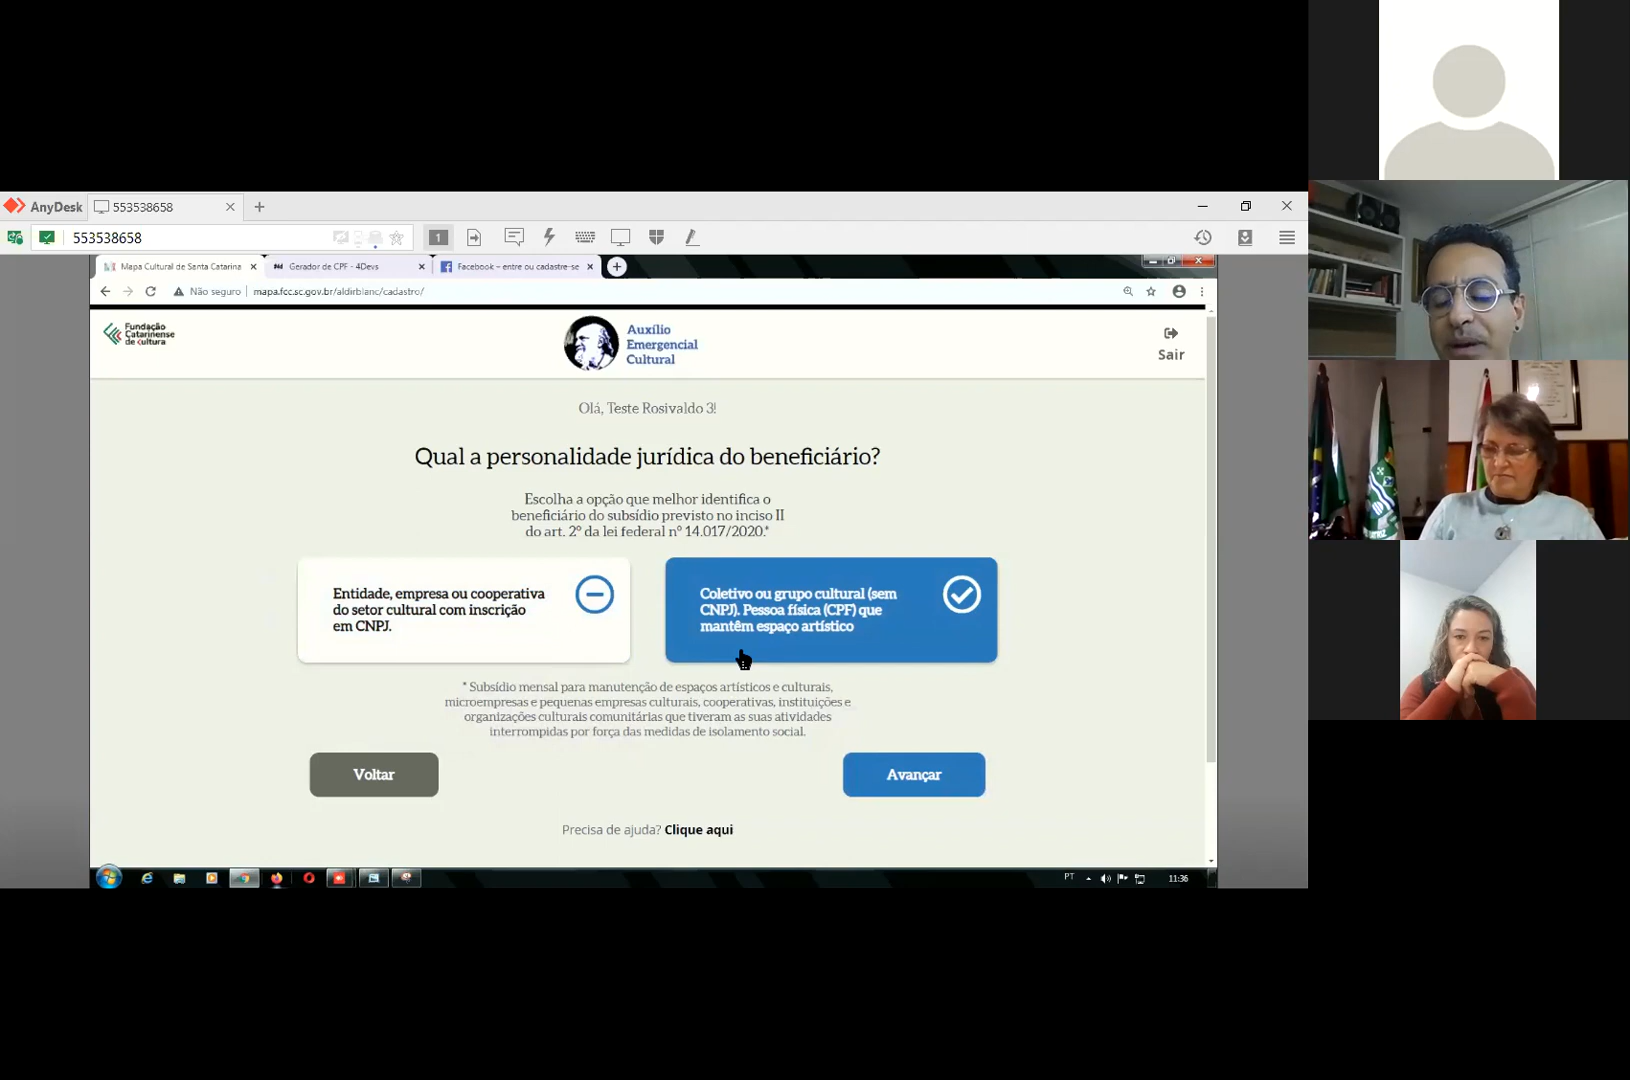 AnyDesk
553538658
553538658
1
Mapa Cultural de Santa Catarina
Gerador de CPF - 4Devs
Facebook – entre ou cadastre-se
Não seguro
mapa.fcc.sc.gov.br/aldirblanc/cadastro/
Fundação
Catarinense
de cultura
Auxílio
Emergencial
Cultural
Sair
Olá, Teste Rosivaldo 3!
Qual a personalidade jurídica do beneficiário?
Escolha a opção que melhor identifica o
beneficiário do subsídio previsto no inciso II
do art. 2º da lei federal nº 14.017/2020.*
Entidade, empresa ou cooperativa
do setor cultural com inscrição
em CNPJ.
Coletivo ou grupo cultural (sem
CNPJ). Pessoa física (CPF) que
mantêm espaço artístico
* Subsídio mensal para manutenção de espaços artísticos e culturais,
microempresas e pequenas empresas culturais, cooperativas, instituições e
organizações culturais comunitárias que tiveram as suas atividades
interrompidas por força das medidas de isolamento social.
Voltar
Avançar
Precisa de ajuda? Clique aqui
PT
11:36